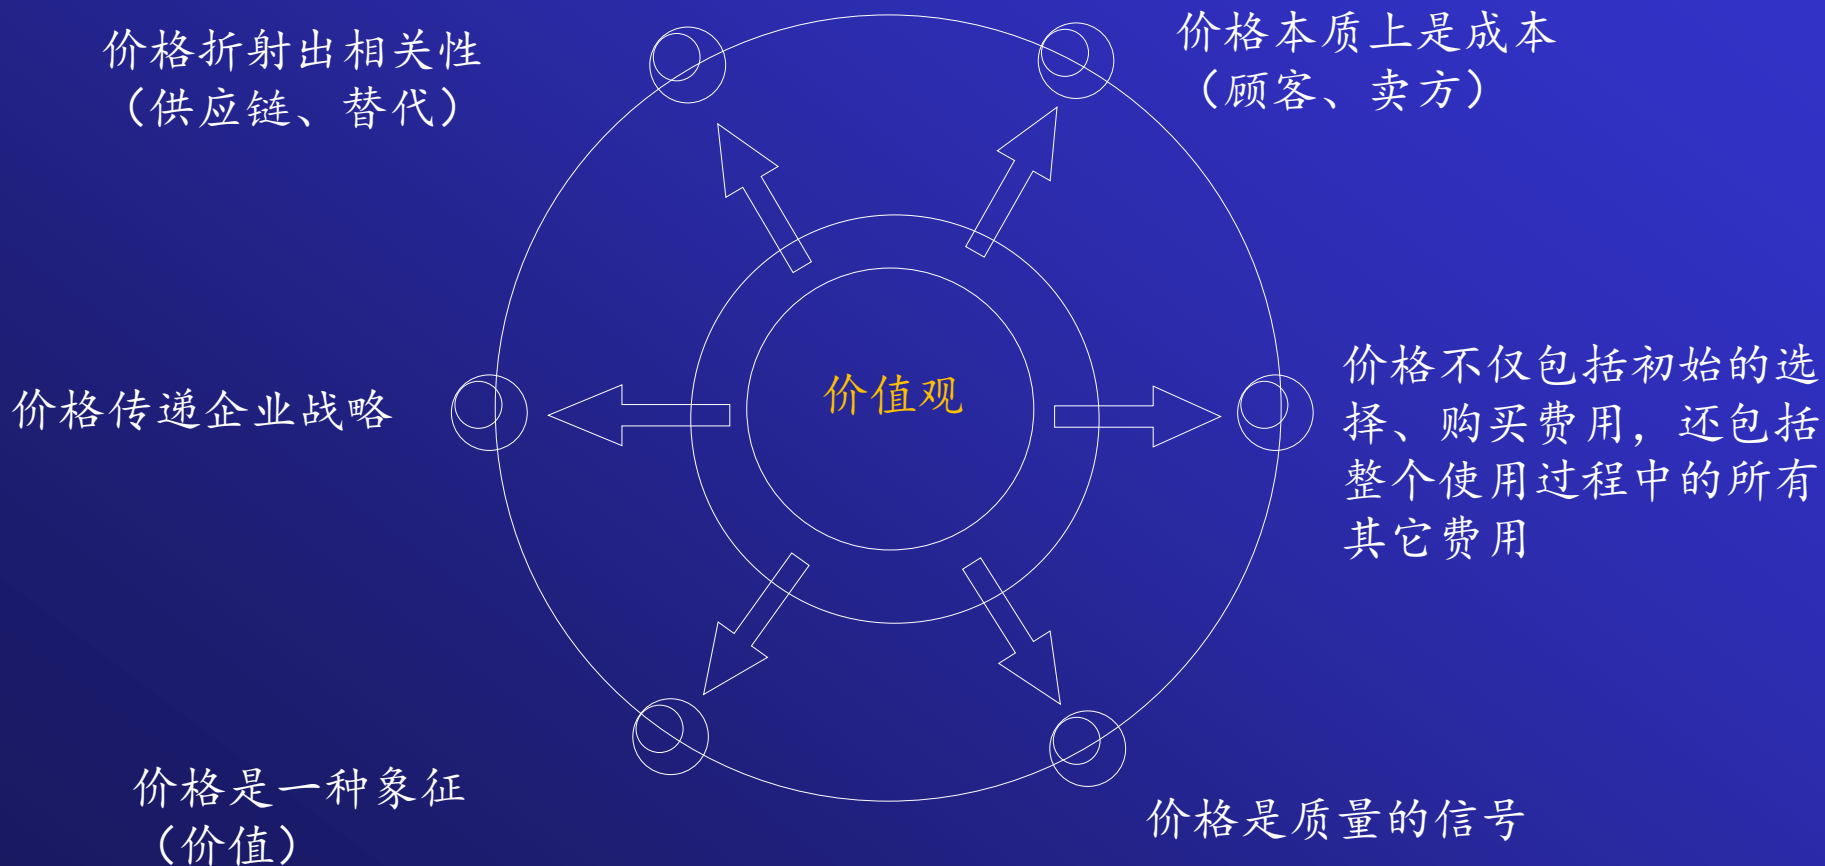 价格折射出相关性
（供应链、替代）
价格本质上是成本
（顾客、卖方）
价格传递企业战略
价值观
价格不仅包括初始的选
择、购买费用，还包括
整个使用过程中的所有
其它费用
价格是一种象征
（价值）
价格是质量的信号